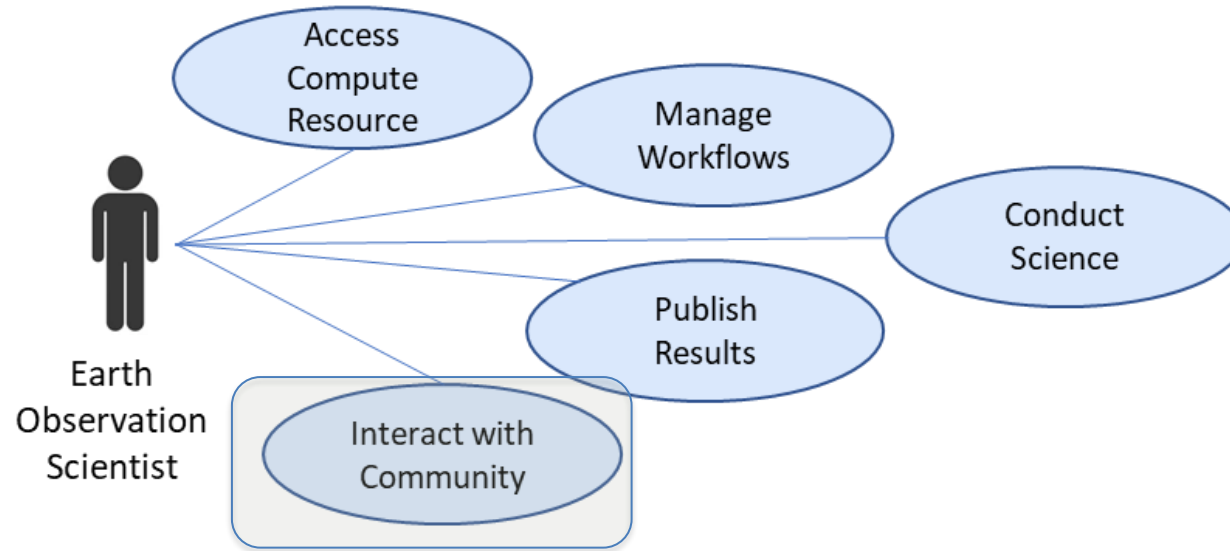 Access
Compute
Resource
Manage
Workflows
Conduct
Science
Publish
Results
Earth
Observation
Scientist
Interact with
Community